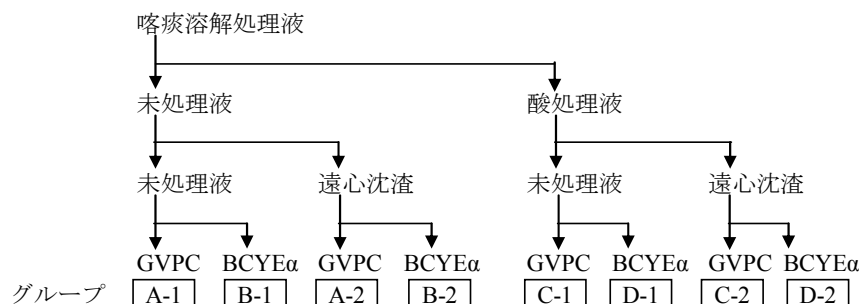 喀痰溶解処理液
未処理液 酸処理液
未処理液 遠心沈渣 未処理液 遠心沈渣
GVPC BCYEα GVPC BCYEα GVPC BCYEα GVPC BCYEα
グループ A-1 B-1 A-2 B-2 C-1 D-1 C-2 D-2